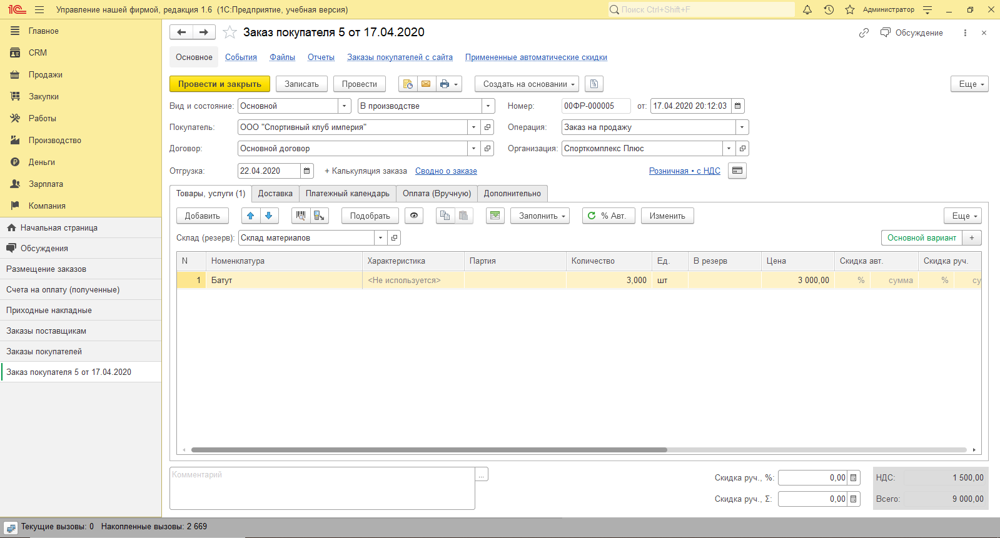 1С Управление нашей фирмой, редакция 1.6 (1С:Предприятие, учебная версия) Поиск Ctrl+Shift+F Администратор
Главное
CRM
Продажи
Закупки
Работы
Производство
Деньги
Зарплата
Компания
Начальная страница
Обсуждения
Размещение заказов
Счета на оплату (полученные)
Приходные накладные
Заказы поставщикам
Заказы покупателей
Заказ покупателя 5 от 17.04.2020
Заказ покупателя 5 от 17.04.2020 Обсуждение
Основное События Файлы Отчеты Заказы покупателей с сайта Примененные автоматические скидки
Провести и закрыть Записать Провести Создать на основании Еще
Вид и состояние: Основной В производстве Номер: 00ФР-000005 от: 17.04.2020 20:12:03
Покупатель: ООО "Спортивный клуб империя" Операция: Заказ на продажу
Договор: Основной договор Организация: Спорткомплекс Плюс
Отгрузка: 22.04.2020 + Калькуляция заказа Сводно о заказе Розничная • с НДС
Товары, услуги (1) Доставка Платежный календарь Оплата (Вручную) Дополнительно
Добавить Подобрать Заполнить % Авт. Изменить Еще
Склад (резерв): Склад материалов Основной вариант +
N Номенклатура Характеристика Партия Количество Ед. В резерв Цена Скидка авт. Скидка руч.
1 Батут <Не используется> 3,000 шт 3 000,00 % сумма % су
Комментарий ...
Скидка руч., %: 0,00 НДС: 1 500,00
Скидка руч., Σ: 0,00 Всего: 9 000,00
Текущие вызовы: 0 Накопленные вызовы: 2 669